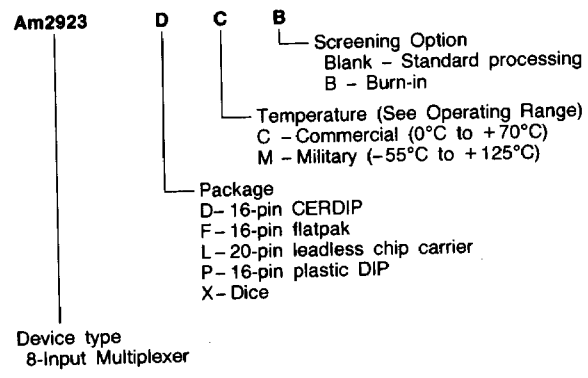 Am2923 D C B
Screening Option
Blank – Standard processing
B – Burn-in
Temperature (See Operating Range)
C – Commercial (0°C to +70°C)
M – Military (–55°C to +125°C)
Package
D– 16-pin CERDIP
F – 16-pin flatpak
L – 20-pin leadless chip carrier
P – 16-pin plastic DIP
X – Dice
Device type
8-Input Multiplexer